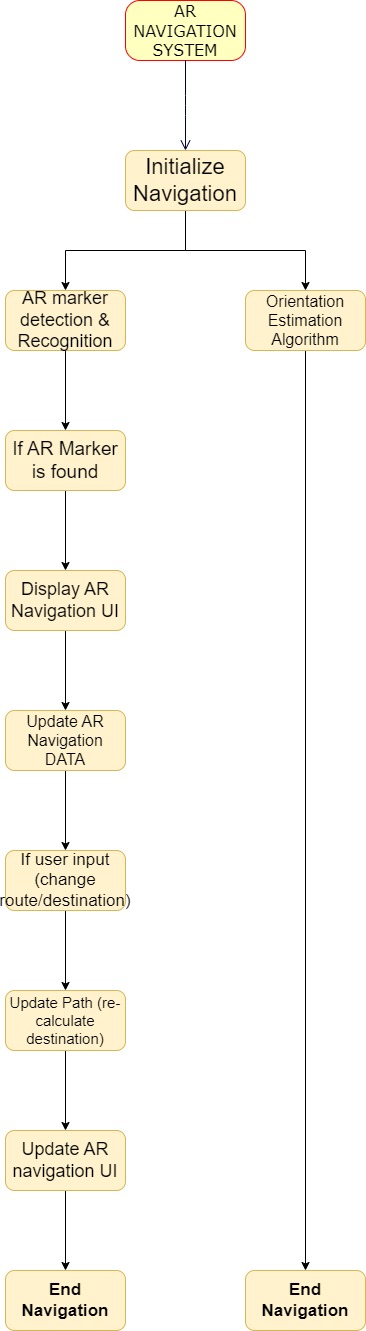 AR
NAVIGATION
SYSTEM
Initialize
Navigation
AR marker
detection &
Recognition
Orientation
Estimation
Algorithm
If AR Marker
is found
Display AR
Navigation UI
Update AR
Navigation
DATA
If user input
(change
route/destination)
Update Path (re-
calculate
destination)
Update AR
navigation UI
End
Navigation
End
Navigation